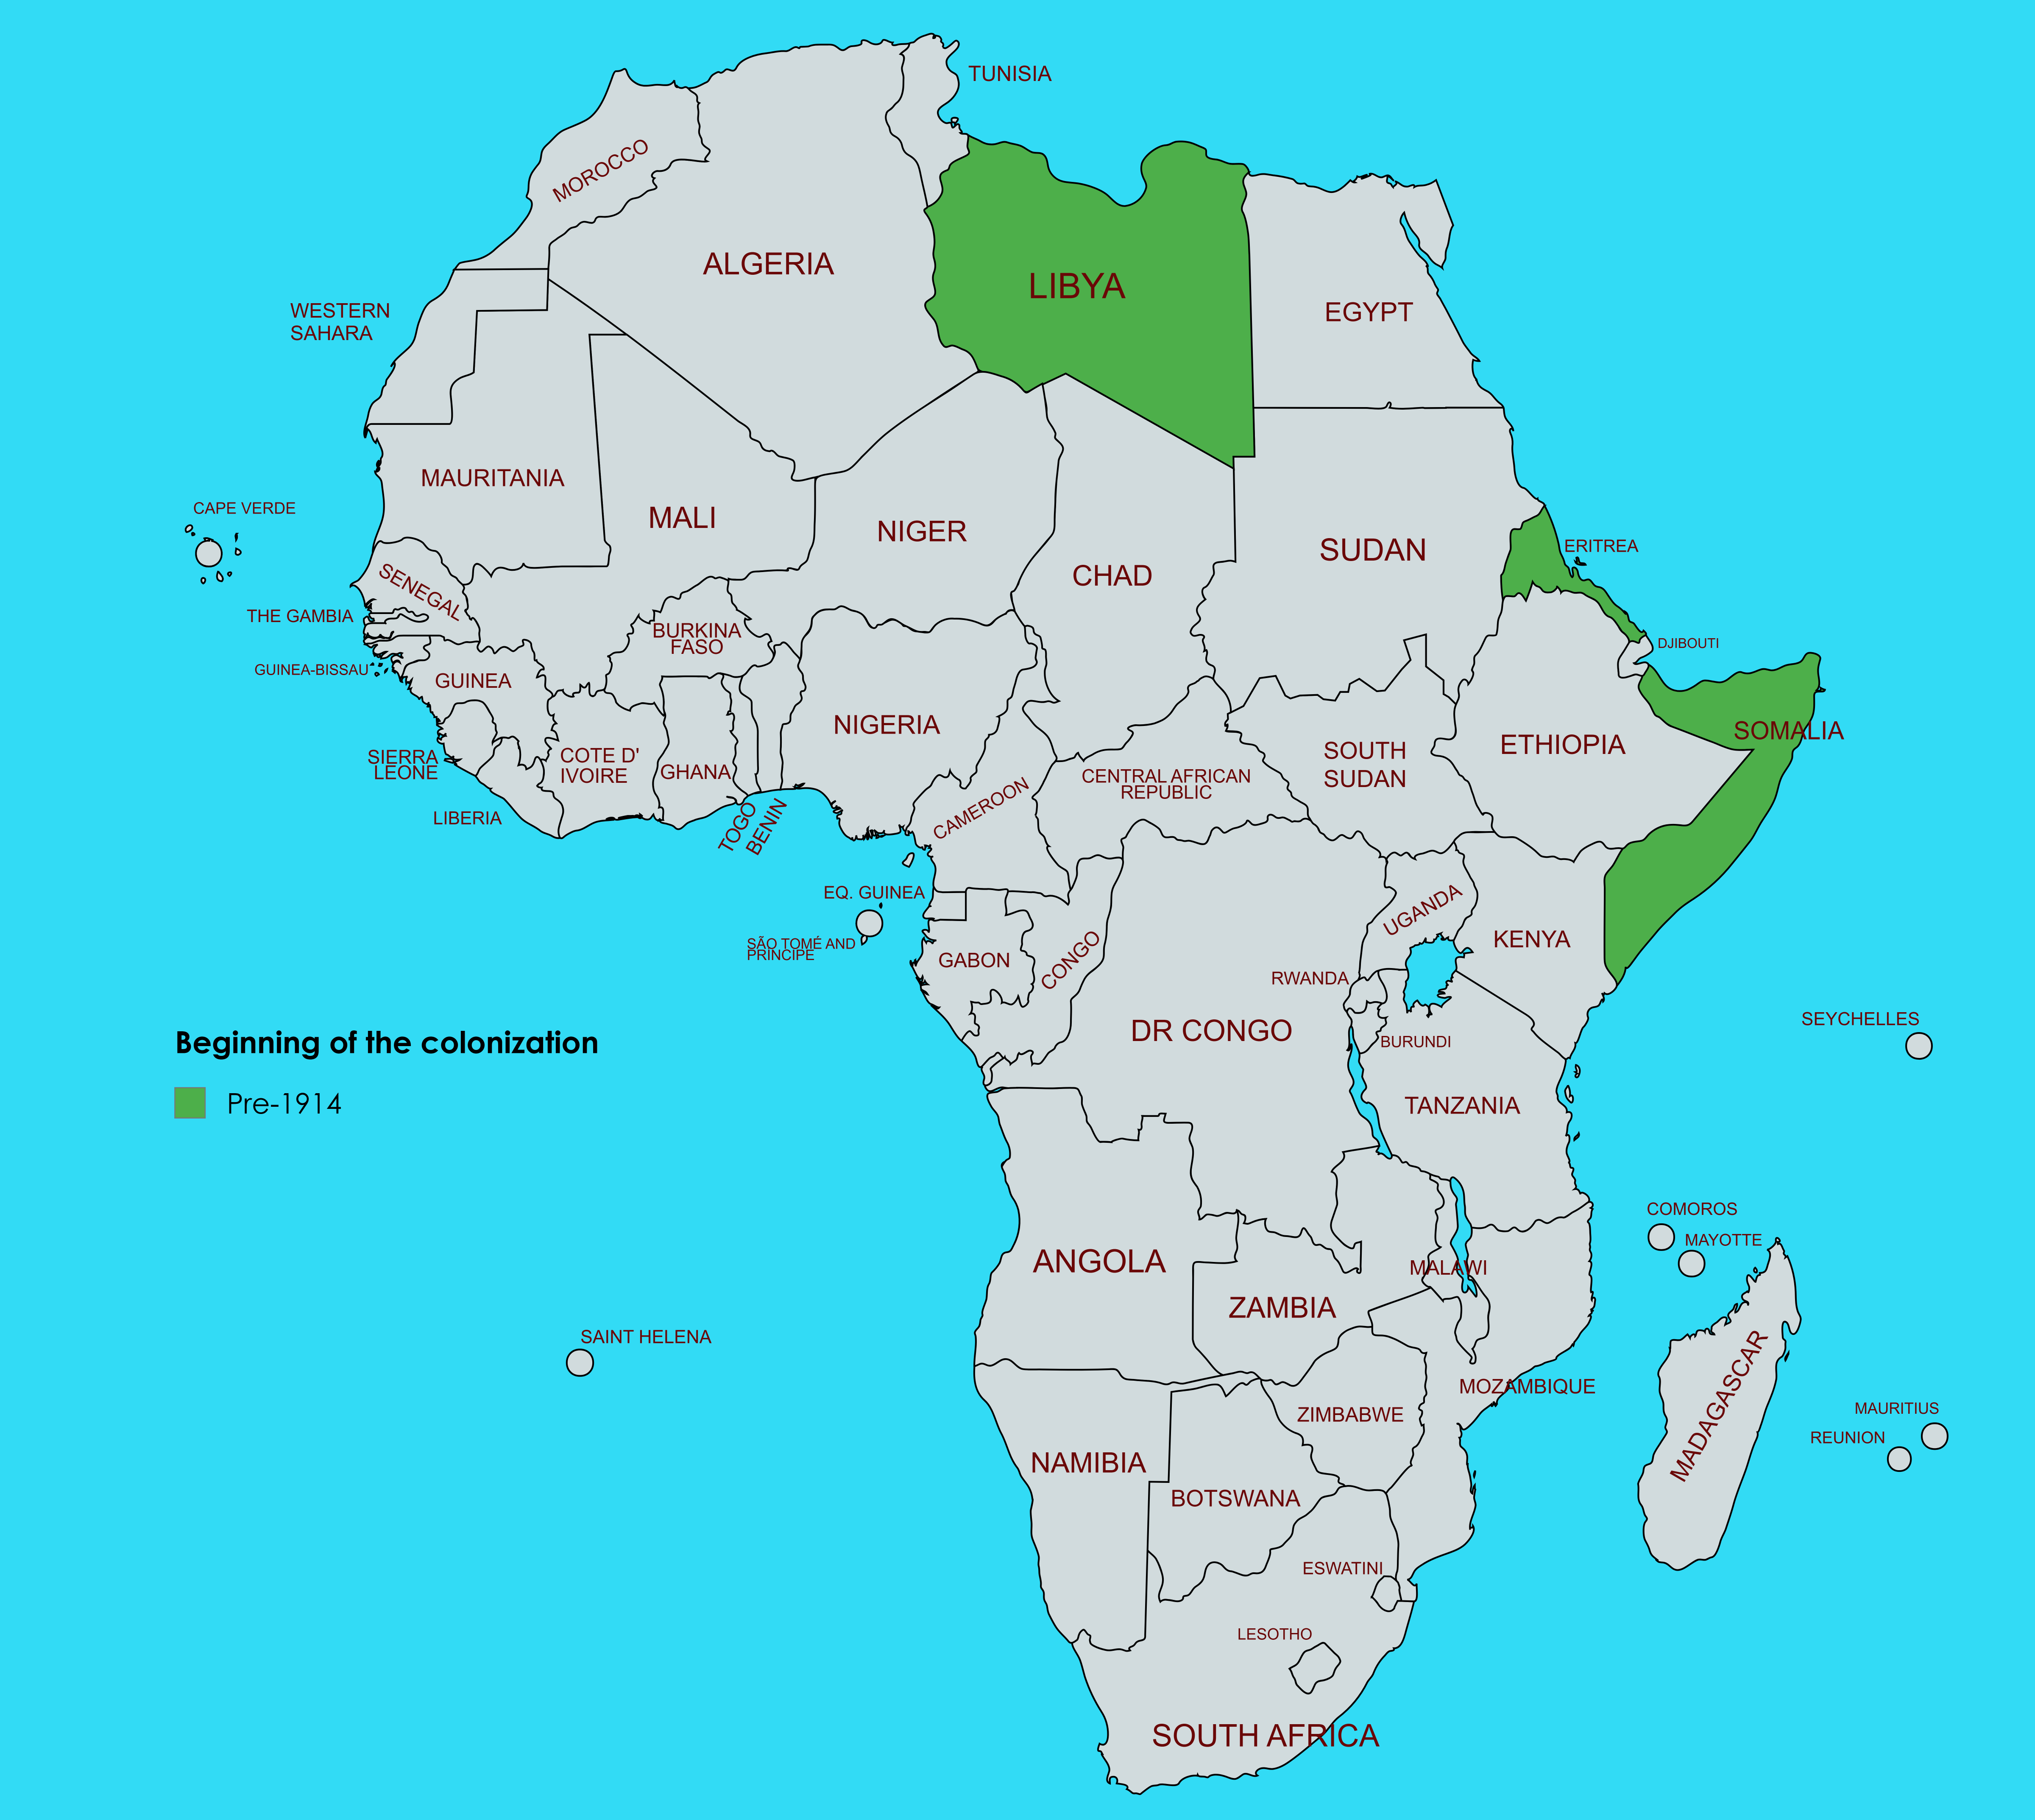 TUNISIA
MOROCCO
ALGERIA
LIBYA
EGYPT
WESTERN
SAHARA
MAURITANIA
MALI
NIGER
CHAD
SUDAN
ERITREA
CAPE VERDE
SENEGAL
THE GAMBIA
BURKINA
FASO
DJIBOUTI
GUINEA-BISSAU
GUINEA
NIGERIA
SOMALIA
ETHIOPIA
SIERRA
LEONE
COTE D'
IVOIRE
GHANA
CENTRAL AFRICAN
REPUBLIC
SOUTH
SUDAN
LIBERIA
TOGO
BENIN
CAMEROON
EQ. GUINEA
UGANDA
KENYA
SÃO TOMÉ AND
PRINCIPE
GABON
CONGO
RWANDA
DR CONGO
BURUNDI
SEYCHELLES
Beginning of the colonization
Pre-1914
TANZANIA
COMOROS
MAYOTTE
ANGOLA
MALAWI
ZAMBIA
SAINT HELENA
MADAGASCAR
MOZAMBIQUE
ZIMBABWE
MAURITIUS
REUNION
NAMIBIA
BOTSWANA
ESWATINI
LESOTHO
SOUTH AFRICA